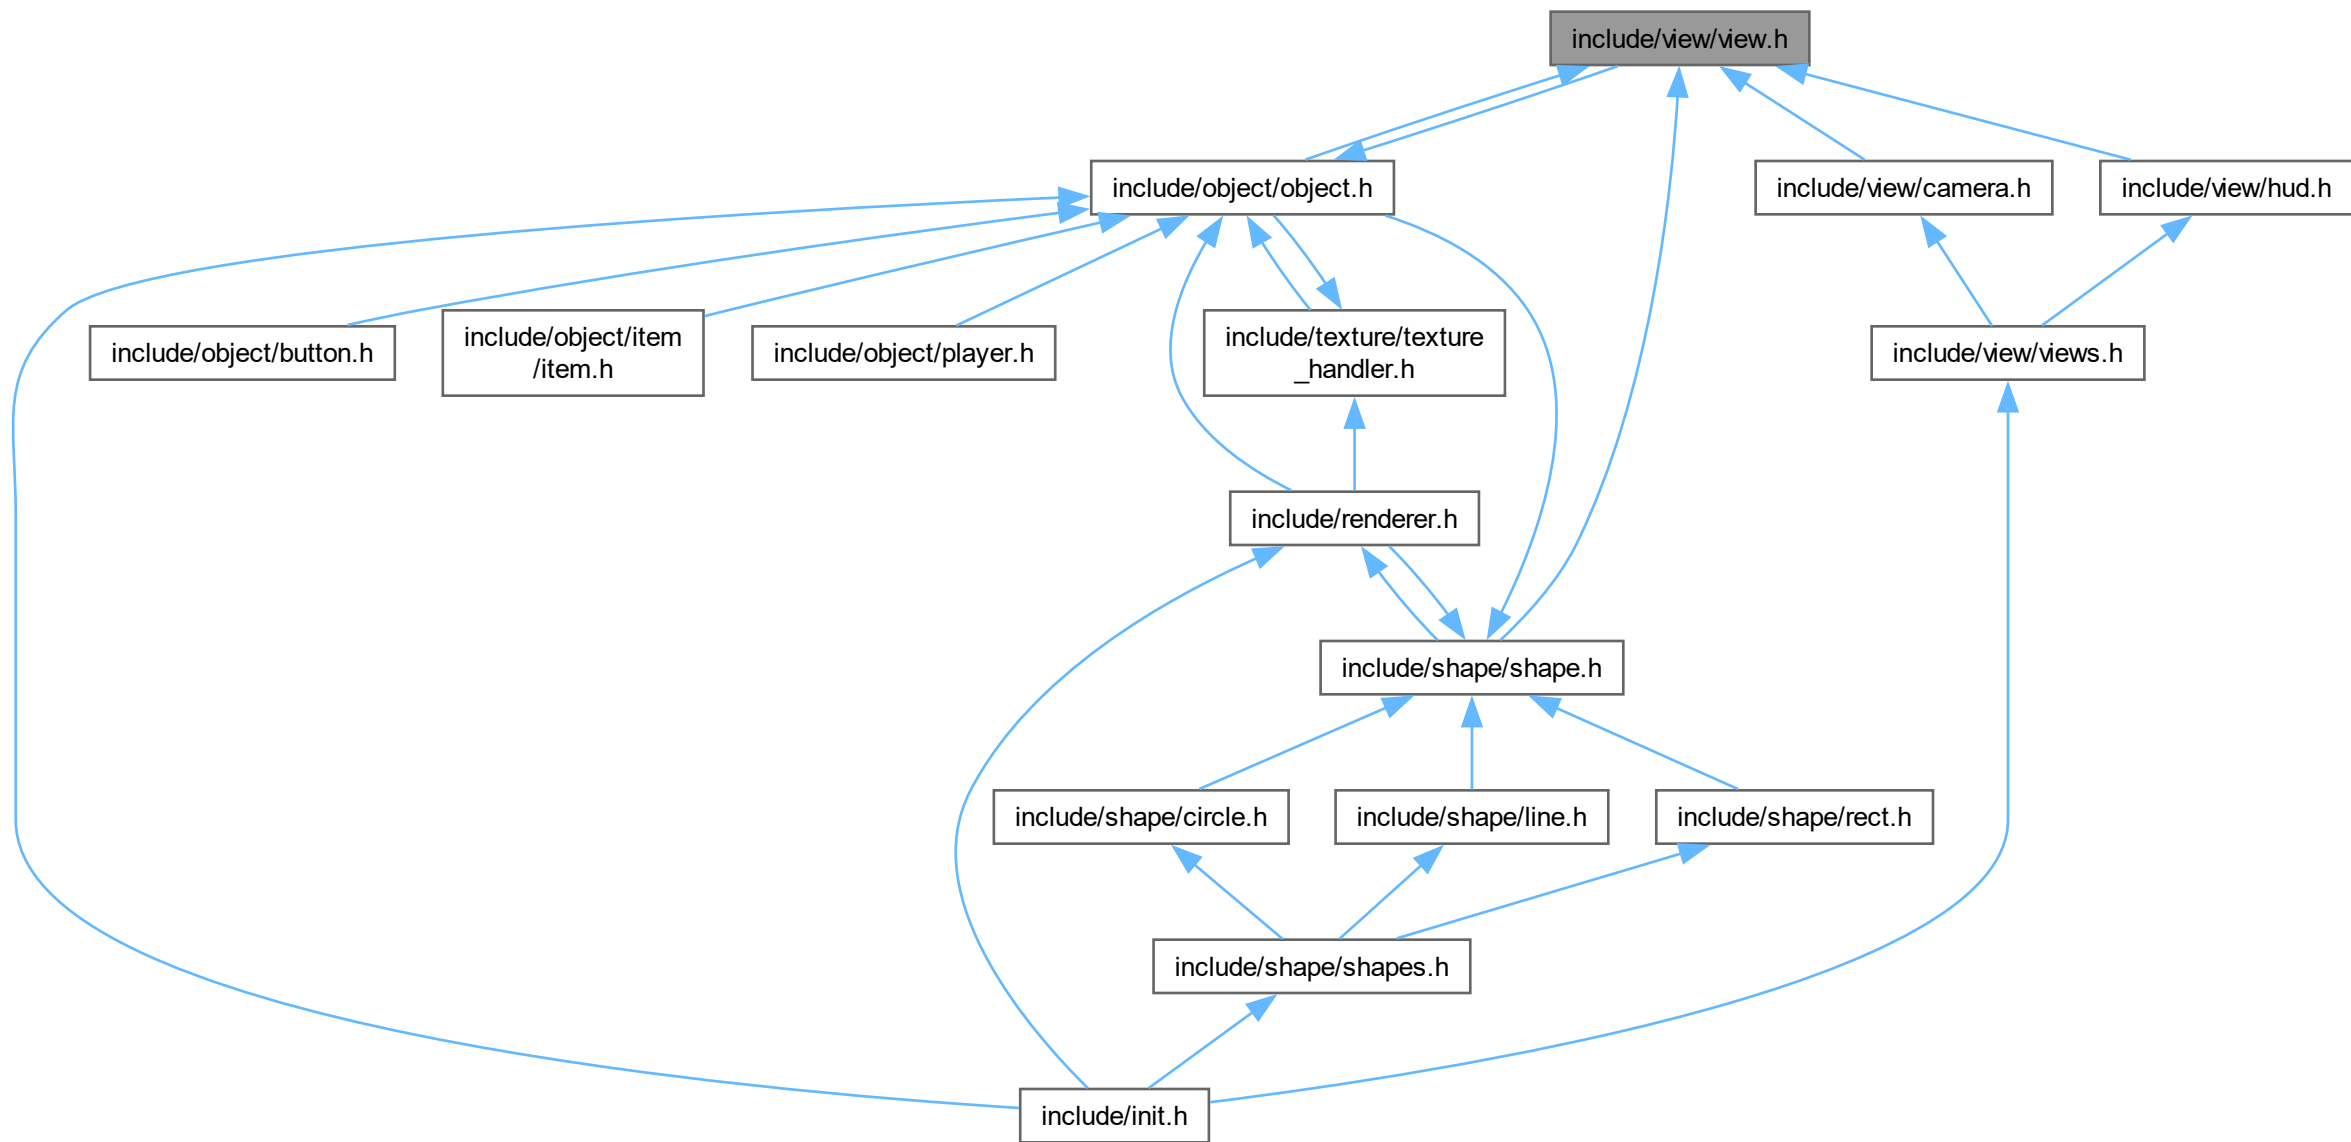 include/view/view.h
include/object/object.h
include/view/camera.h
include/view/hud.h
include/object/button.h
include/object/item
/item.h
include/object/player.h
include/texture/texture
_handler.h
include/view/views.h
include/renderer.h
include/shape/shape.h
include/shape/circle.h
include/shape/line.h
include/shape/rect.h
include/shape/shapes.h
include/init.h